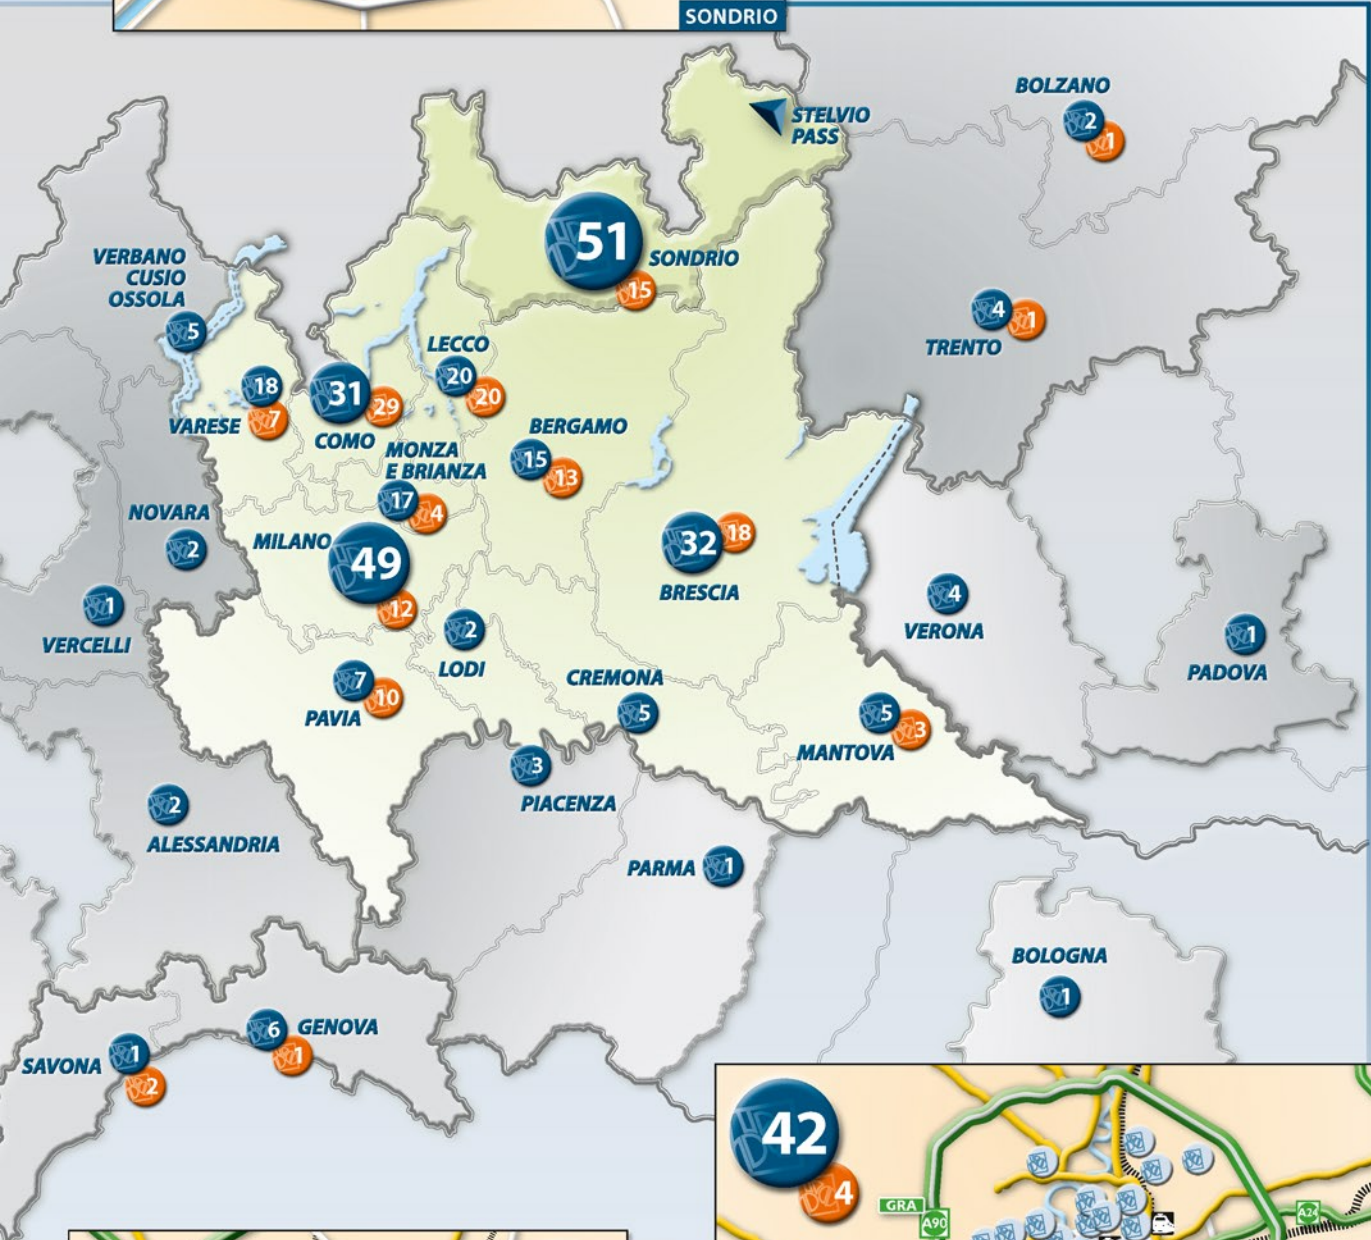 SONDRIO
BOLZANO
2
1
STELVIO
PASS
51
SONDRIO
15
VERBANO
CUSIO
OSSOLA
5
4
1
TRENTO
LECCO
20
20
18
7
VARESE
31
29
COMO
BERGAMO
15
13
MONZA
E BRIANZA
17
4
NOVARA
2
MILANO
49
12
32
18
BRESCIA
1
VERCELLI
4
VERONA
2
LODI
1
PADOVA
7
10
PAVIA
CREMONA
5
5
3
MANTOVA
3
PIACENZA
2
ALESSANDRIA
PARMA
1
BOLOGNA
1
6
GENOVA
1
SAVONA
1
2
42
4
GRA
A90
A24